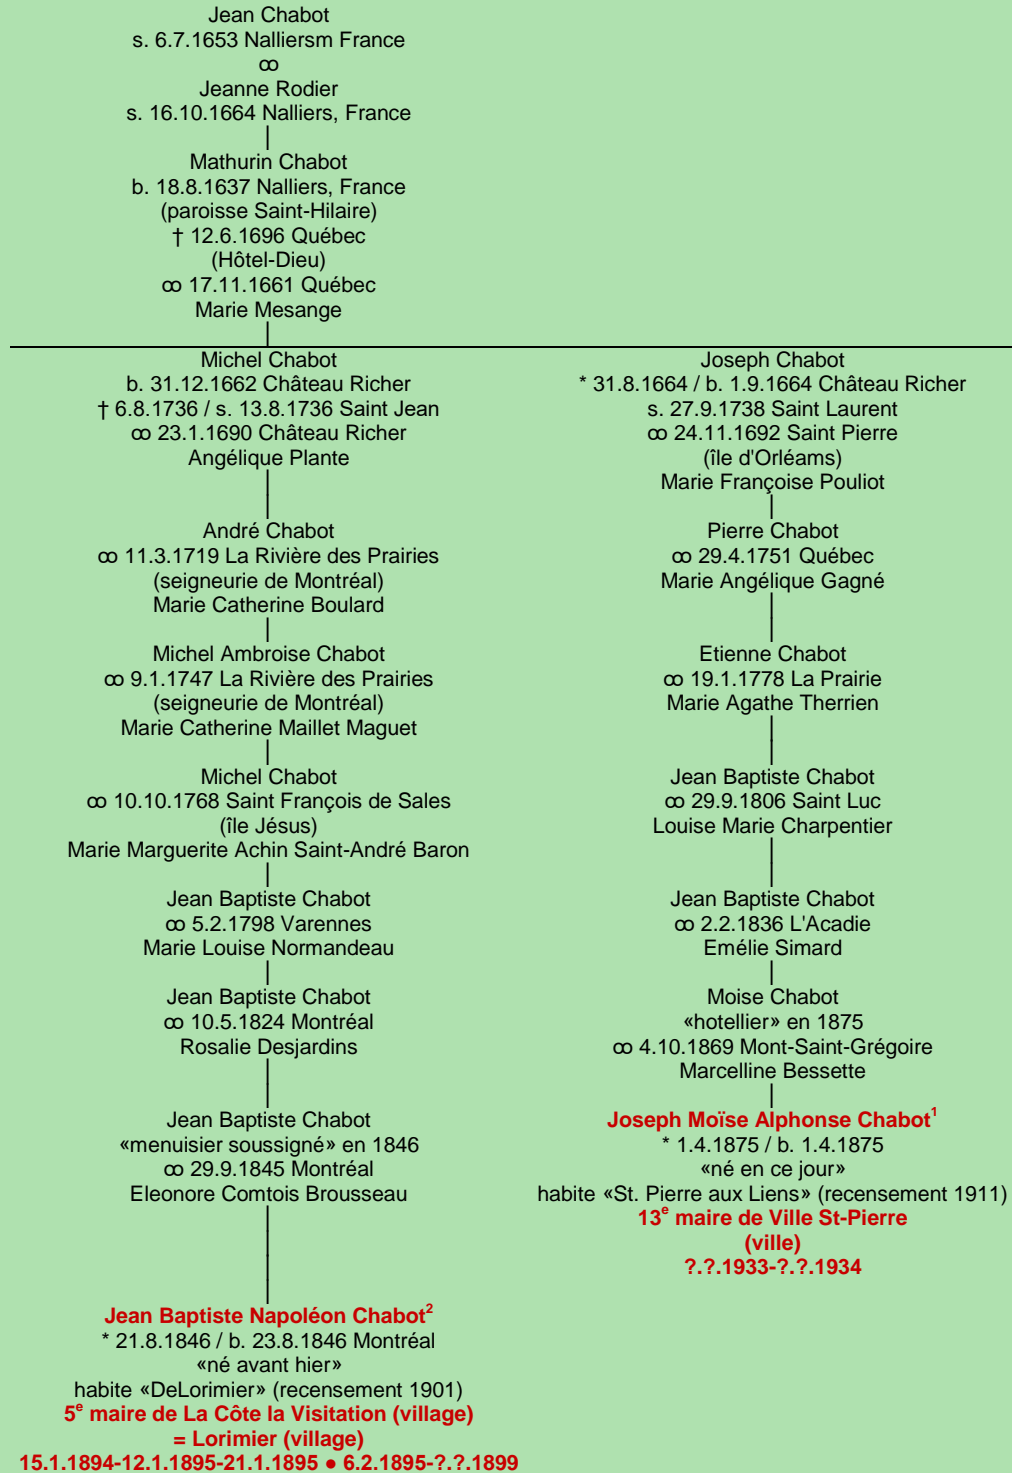 Jean Chabot
s. 6.7.1653 Nalliersm France
ꝏ
Jeanne Rodier
s. 16.10.1664 Nalliers, France
Mathurin Chabot
b. 18.8.1637 Nalliers, France
(paroisse Saint-Hilaire)
† 12.6.1696 Québec
(Hôtel-Dieu)
ꝏ 17.11.1661 Québec
Marie Mesange
Michel Chabot
b. 31.12.1662 Château Richer
† 6.8.1736 / s. 13.8.1736 Saint Jean
ꝏ 23.1.1690 Château Richer
Angélique Plante
André Chabot
ꝏ 11.3.1719 La Rivière des Prairies
(seigneurie de Montréal)
Marie Catherine Boulard
Michel Ambroise Chabot
ꝏ 9.1.1747 La Rivière des Prairies
(seigneurie de Montréal)
Marie Catherine Maillet Maguet
Michel Chabot
ꝏ 10.10.1768 Saint François de Sales
(île Jésus)
Marie Marguerite Achin Saint-André Baron
Jean Baptiste Chabot
ꝏ 5.2.1798 Varennes
Marie Louise Normandeau
Jean Baptiste Chabot
ꝏ 10.5.1824 Montréal
Rosalie Desjardins
Jean Baptiste Chabot
«menuisier soussigné» en 1846
ꝏ 29.9.1845 Montréal
Eleonore Comtois Brousseau
Jean Baptiste Napoléon Chabot²
* 21.8.1846 / b. 23.8.1846 Montréal
«né avant hier»
habite «DeLorimier» (recensement 1901)
5ᵉ maire de La Côte la Visitation (village)
= Lorimier (village)
15.1.1894-12.1.1895-21.1.1895 ● 6.2.1895-?.?.1899
Joseph Chabot
* 31.8.1664 / b. 1.9.1664 Château Richer
s. 27.9.1738 Saint Laurent
ꝏ 24.11.1692 Saint Pierre
(île d'Orléams)
Marie Françoise Pouliot
Pierre Chabot
ꝏ 29.4.1751 Québec
Marie Angélique Gagné
Etienne Chabot
ꝏ 19.1.1778 La Prairie
Marie Agathe Therrien
Jean Baptiste Chabot
ꝏ 29.9.1806 Saint Luc
Louise Marie Charpentier
Jean Baptiste Chabot
ꝏ 2.2.1836 L'Acadie
Emélie Simard
Moise Chabot
«hotellier» en 1875
ꝏ 4.10.1869 Mont-Saint-Grégoire
Marcelline Bessette
Joseph Moïse Alphonse Chabot¹
* 1.4.1875 / b. 1.4.1875
«né en ce jour»
habite «St. Pierre aux Liens» (recensement 1911)
13ᵉ maire de Ville St-Pierre
(ville)
?.?.1933-?.?.1934